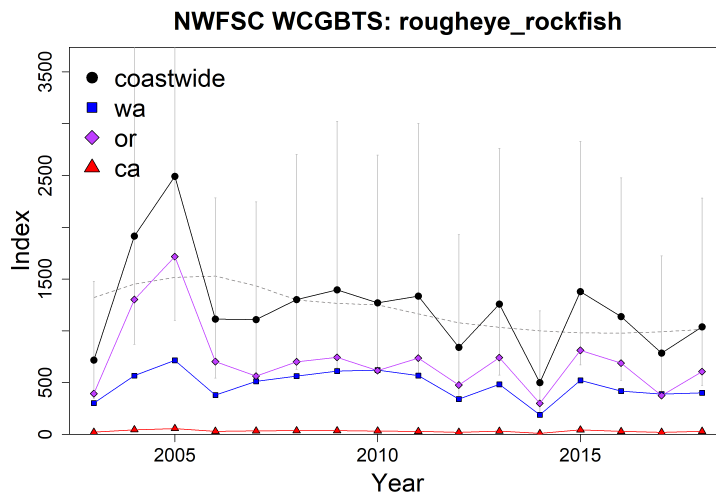 NWFSC WCGBTS: rougheye_rockfish
3500
2500
1500
500
0
Index
coastwide
wa
or
ca
2005
2010
2015
Year